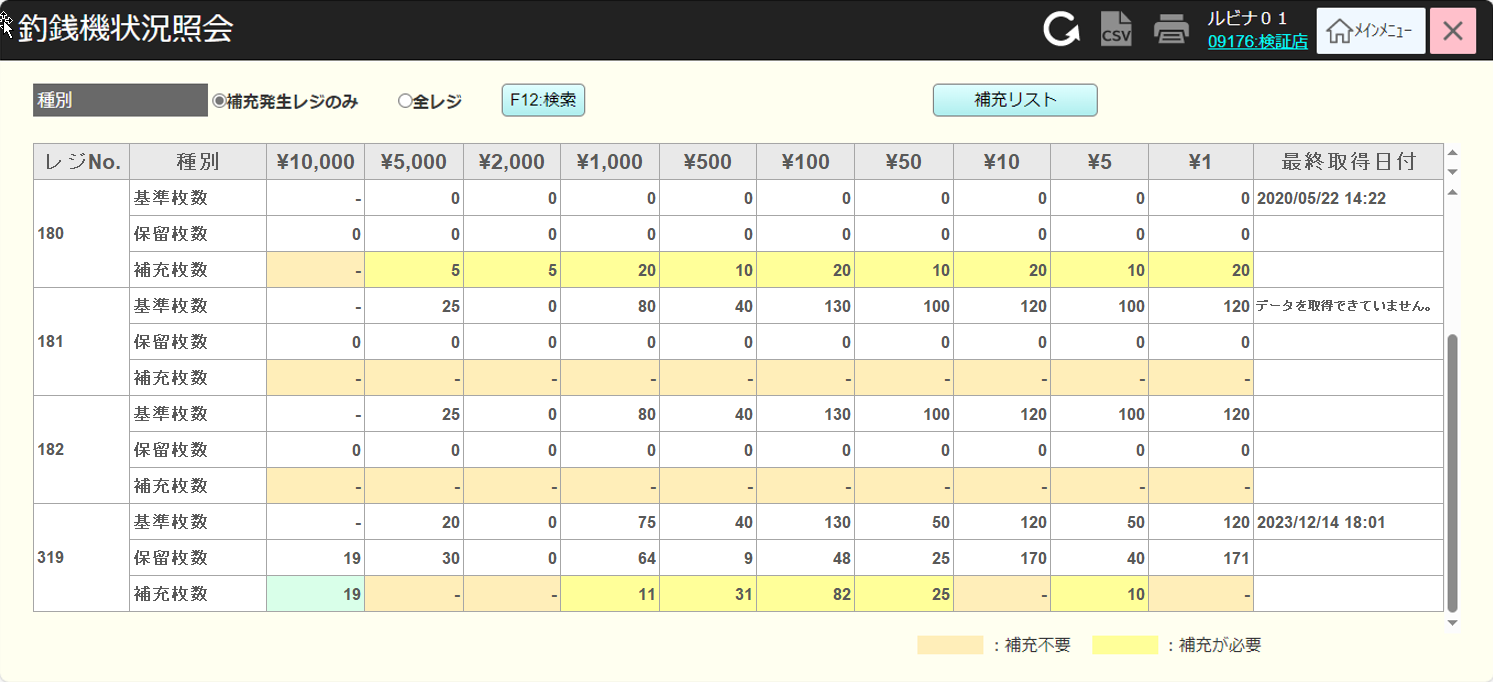 釣銭機状況照会
CSV
ルビナ０１
09176:検証店
ﾒｲﾝﾒﾆｭｰ
種別 補充発生レジのみ 全レジ F12:検索 補充リスト
レジNo. 種別 ¥10,000 ¥5,000 ¥2,000 ¥1,000 ¥500 ¥100 ¥50 ¥10 ¥5 ¥1 最終取得日付
180 基準枚数 - 0 0 0 0 0 0 0 0 0 2020/05/22 14:22
保留枚数 0 0 0 0 0 0 0 0 0 0
補充枚数 - 5 5 20 10 20 10 20 10 20
181 基準枚数 - 25 0 80 40 130 100 120 100 120 データを取得できていません。
保留枚数 0 0 0 0 0 0 0 0 0 0
補充枚数 - - - - - - - - - -
182 基準枚数 - 25 0 80 40 130 100 120 100 120
保留枚数 0 0 0 0 0 0 0 0 0 0
補充枚数 - - - - - - - - - -
319 基準枚数 - 20 0 75 40 130 50 120 50 120 2023/12/14 18:01
保留枚数 19 30 0 64 9 48 25 170 40 171
補充枚数 19 - - 11 31 82 25 - 10 -
：補充不要 ：補充が必要